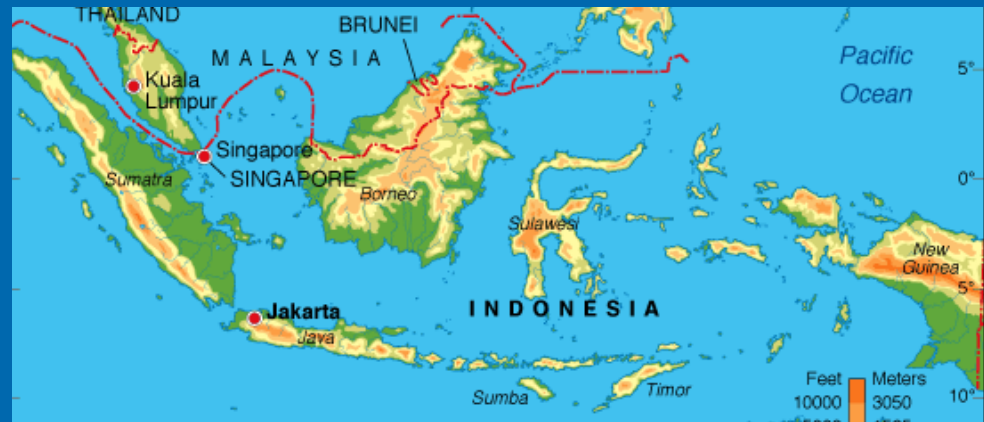 THAILAND
BRUNEI
MALAYSIA
Pacific
Ocean
5°
Kuala
Lumpur
Singapore
SINGAPORE
0°
Sumatra
Borneo
Sulawesi
New
Guinea
5°
INDONESIA
Jakarta
Java
Sumba
Timor
Feet
Meters
10000
3050
10°